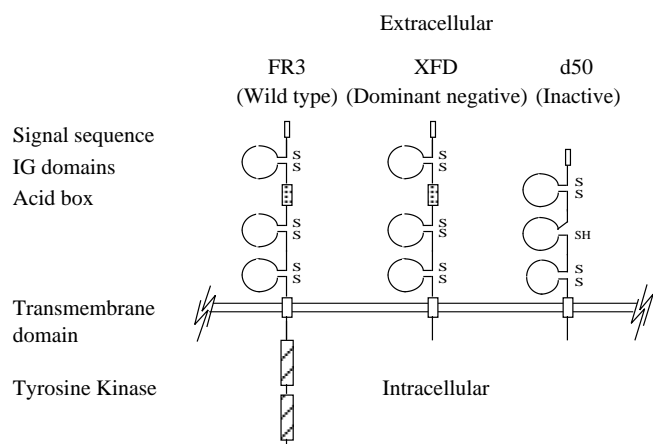 Extracellular
FR3 XFD d50
(Wild type) (Dominant negative) (Inactive)
Signal sequence
IG domains
Acid box
S S
S S
S
S
S S
S S
SH
S S S
S S S
Transmembrane
domain
Tyrosine Kinase Intracellular